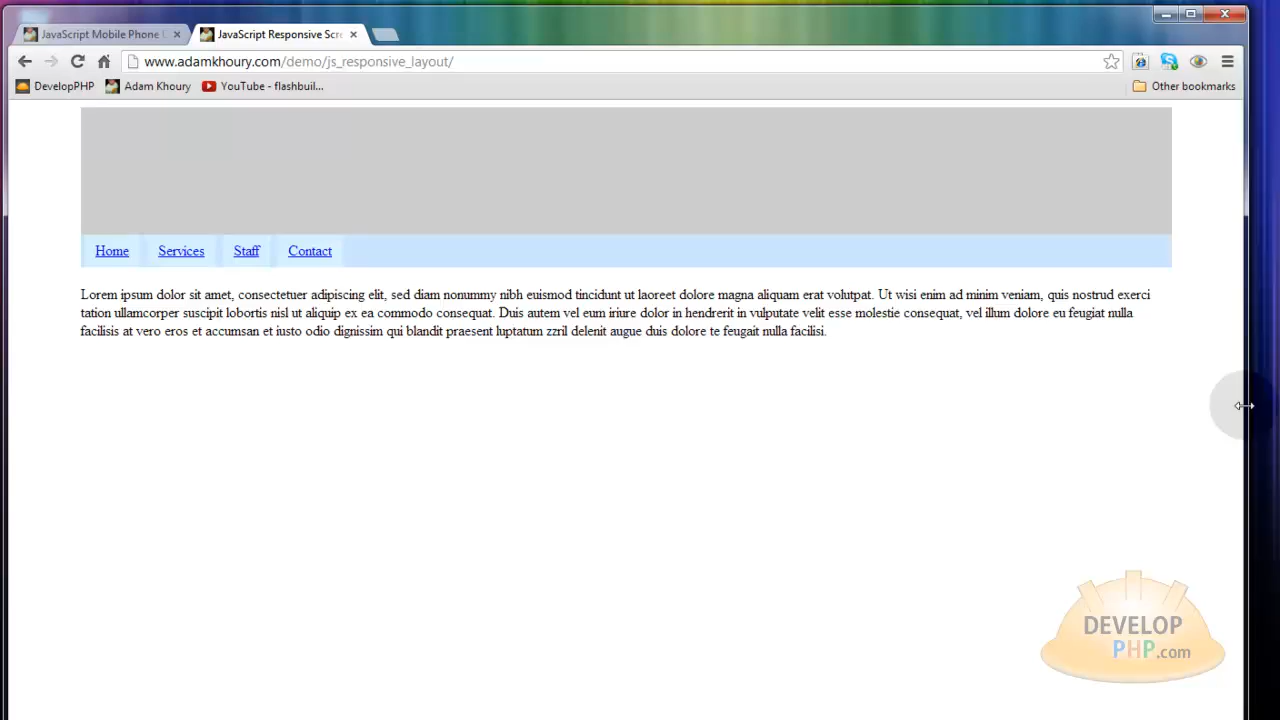 JavaScript Mobile Phone
JavaScript Responsive Scre
www.adamkhoury.com/demo/js_responsive_layout/
DevelopPHP
Adam Khoury
YouTube - flashbuil...
Other bookmarks
Home
Services
Staff
Contact
Lorem ipsum dolor sit amet, consectetuer adipiscing elit, sed diam nonummy nibh euismod tincidunt ut laoreet dolore magna aliquam erat volutpat. Ut wisi enim ad minim veniam, quis nostrud exerci
tation ullamcorper suscipit lobortis nisl ut aliquip ex ea commodo consequat. Duis autem vel eum iriure dolor in hendrerit in vulputate velit esse molestie consequat, vel illum dolore eu feugiat nulla
facilisis at vero eros et accumsan et iusto odio dignissim qui blandit praesent luptatum zzril delenit augue duis dolore te feugait nulla facilisi.
DEVELOP
PHP.com